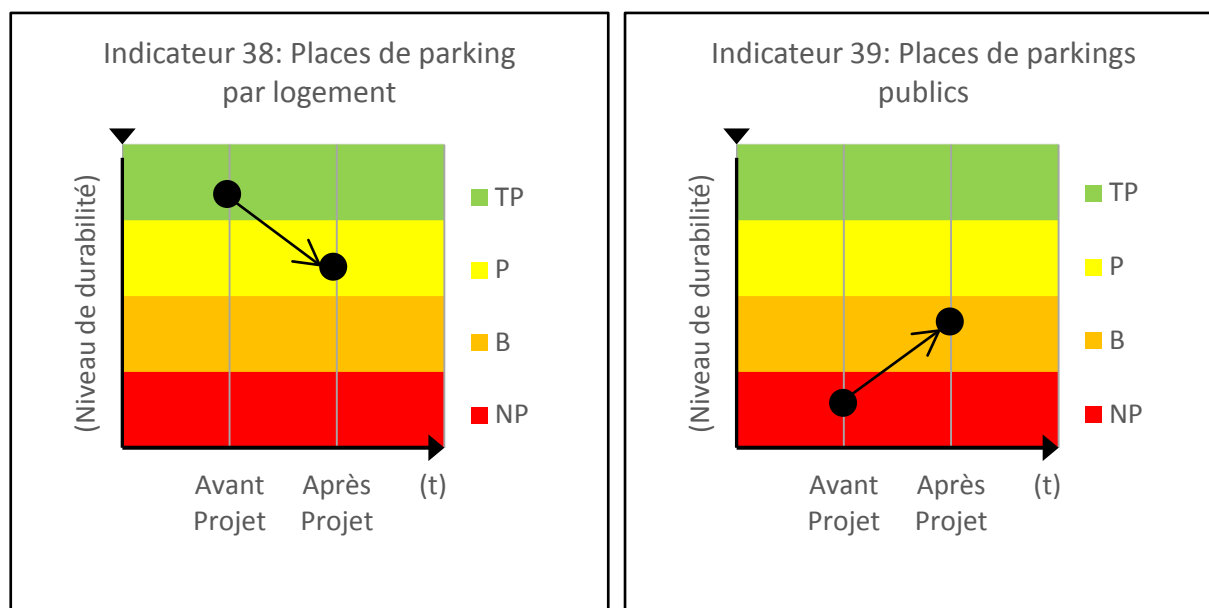 Indicateur 38: Places de parking
par logement
(Niveau de durabilité)
TP
P
B
NP
Avant
Projet
Après
Projet
(t)
Indicateur 39: Places de parkings
publics
(Niveau de durabilité)
TP
P
B
NP
Avant
Projet
Après
Projet
(t)